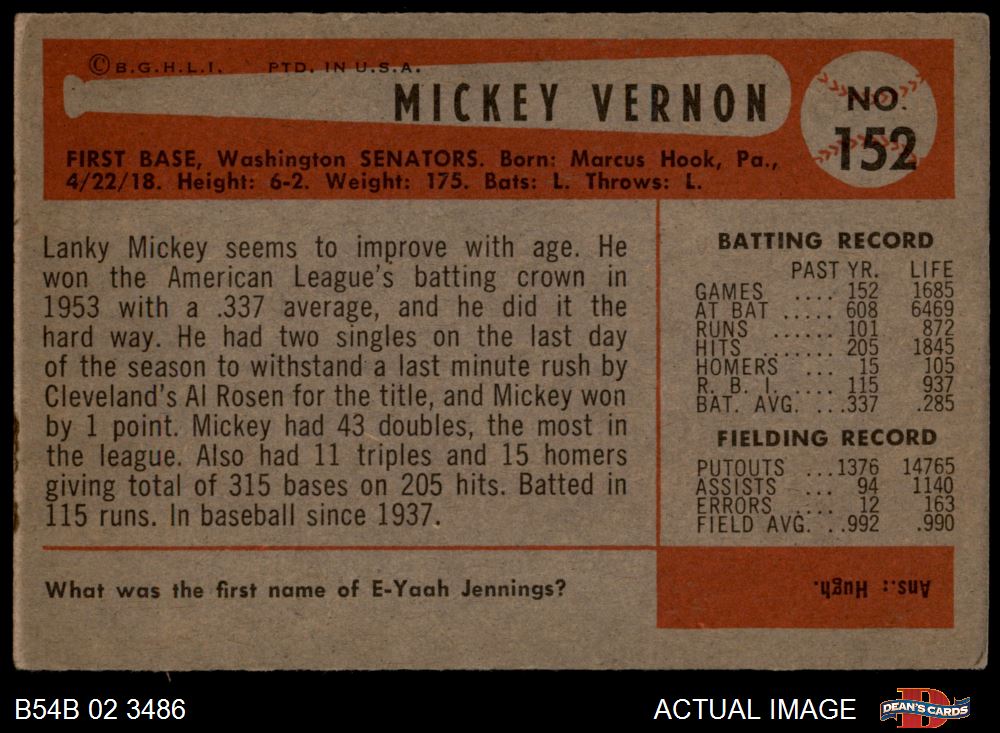 © B.G.H.L.I. PTD. IN U.S.A.
MICKEY VERNON
NO.
152
FIRST BASE, Washington SENATORS. Born: Marcus Hook, Pa.,
4/22/18. Height: 6-2. Weight: 175. Bats: L. Throws: L.
Lanky Mickey seems to improve with age. He
won the American League's batting crown in
1953 with a .337 average, and he did it the
hard way. He had two singles on the last day
of the season to withstand a last minute rush by
Cleveland's Al Rosen for the title, and Mickey won
by 1 point. Mickey had 43 doubles, the most in
the league. Also had 11 triples and 15 homers
giving total of 315 bases on 205 hits. Batted in
115 runs. In baseball since 1937.
BATTING RECORD
PAST YR. LIFE
GAMES .... 152 1685
AT BAT ..... 608 6469
RUNS ...... 101 872
HITS ....... 205 1845
HOMERS ... 15 105
R. B. I. .... 115 937
BAT. AVG. ...337 .285
FIELDING RECORD
PUTOUTS ...1376 14765
ASSISTS ... 94 1140
ERRORS .... 12 163
FIELD AVG. ..992 .990
What was the first name of E-Yaah Jennings?
Ans.: Hugh.
B54B 02 3486
ACTUAL IMAGE
D
DEAN'S CARDS